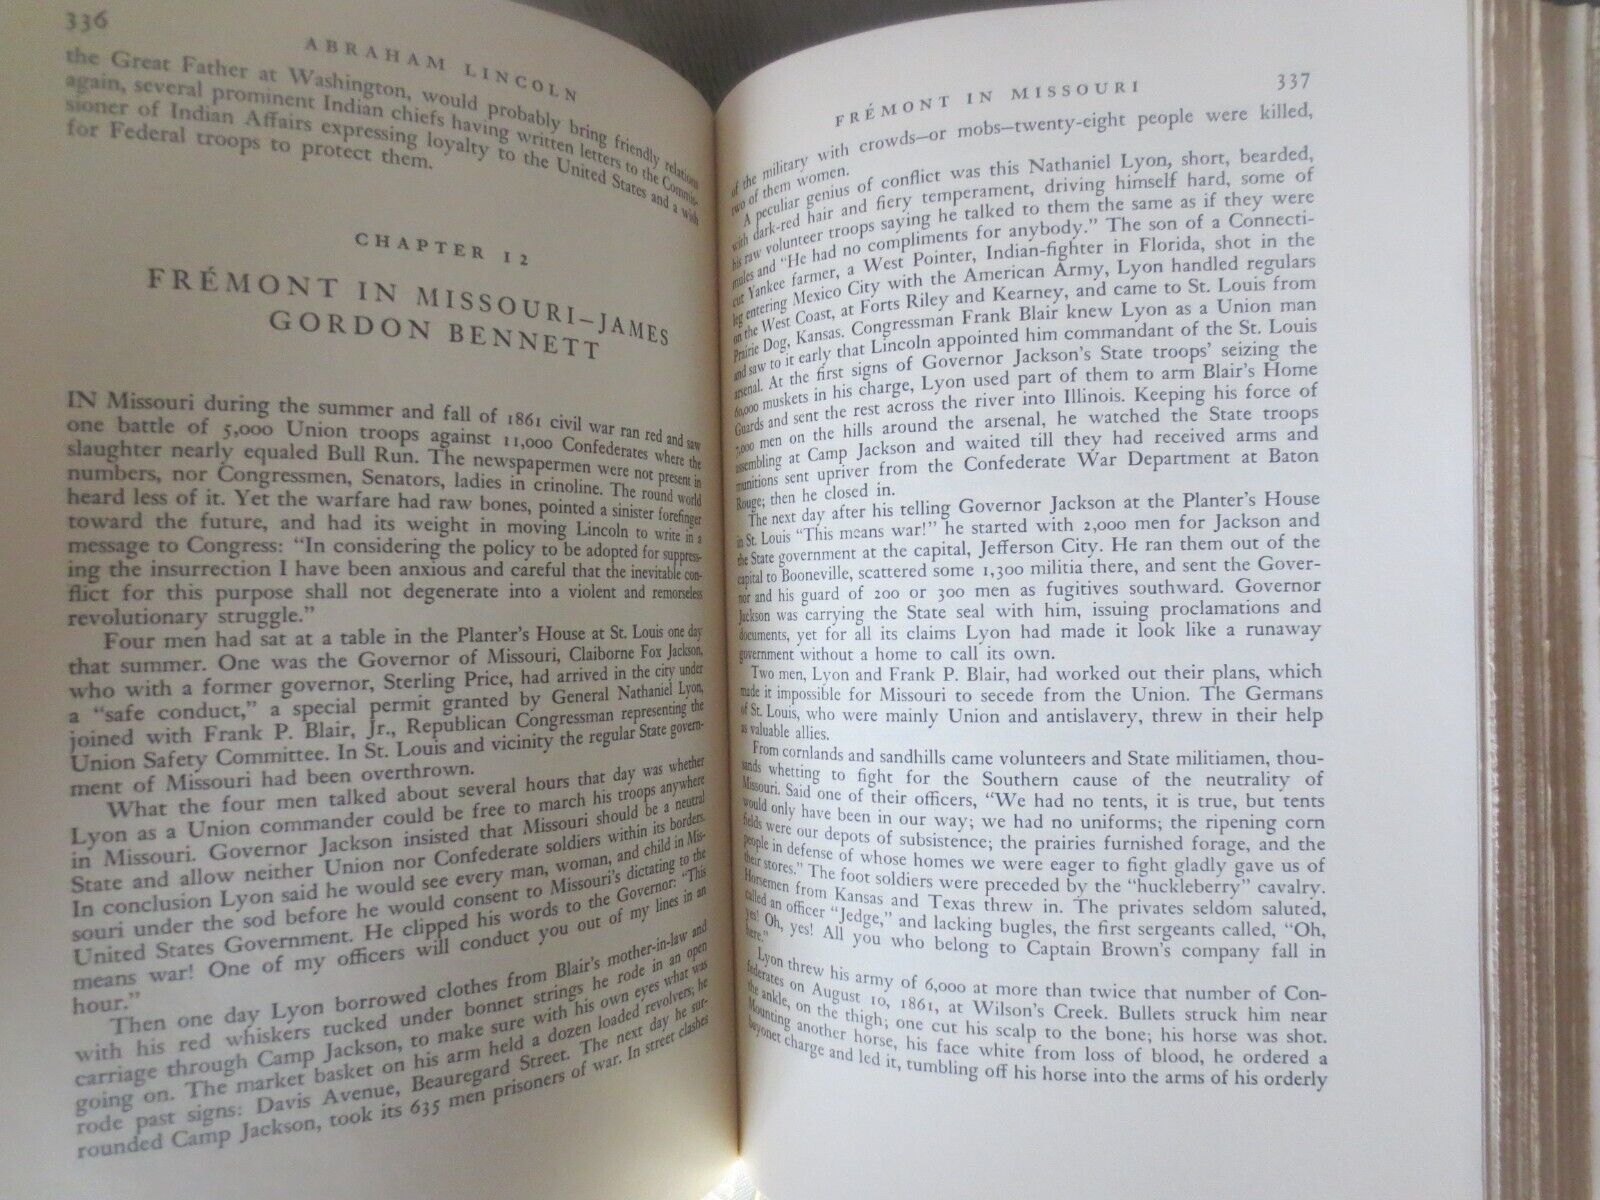 336
ABRAHAM LINCOLN
the Great Father at Washington, would probably bring friendly relations
again, several prominent Indian chiefs having written letters to the Commis-
sioner of Indian Affairs expressing loyalty to the United States and a wish
for Federal troops to protect them.
CHAPTER 12
FRÉMONT IN MISSOURI–JAMES
GORDON BENNETT
IN Missouri during the summer and fall of 1861 civil war ran red and saw
one battle of 5,000 Union troops against 11,000 Confederates where the
slaughter nearly equaled Bull Run. The newspapermen were not present in
numbers, nor Congressmen, Senators, ladies in crinoline. The round world
heard less of it. Yet the warfare had raw bones, pointed a sinister forefinger
toward the future, and had its weight in moving Lincoln to write in a
message to Congress: "In considering the policy to be adopted for suppress-
ing the insurrection I have been anxious and careful that the inevitable con-
flict for this purpose shall not degenerate into a violent and remorseless
revolutionary struggle."
Four men had sat at a table in the Planter's House at St. Louis one day
that summer. One was the Governor of Missouri, Claiborne Fox Jackson,
who with a former governor, Sterling Price, had arrived in the city under
a "safe conduct," a special permit granted by General Nathaniel Lyon,
joined with Frank P. Blair, Jr., Republican Congressman representing the
Union Safety Committee. In St. Louis and vicinity the regular State govern-
ment of Missouri had been overthrown.
What the four men talked about several hours that day was whether
Lyon as a Union commander could be free to march his troops anywhere
in Missouri. Governor Jackson insisted that Missouri should be a neutral
State and allow neither Union nor Confederate soldiers within its borders.
In conclusion Lyon said he would see every man, woman, and child in Mis-
souri under the sod before he would consent to Missouri's dictating to the
United States Government. He clipped his words to the Governor: "This
means war! One of my officers will conduct you out of my lines in an
hour."
Then one day Lyon borrowed clothes from Blair's mother-in-law and
with his red whiskers tucked under bonnet strings he rode in an open
carriage through Camp Jackson, to make sure with his own eyes what was
going on. The market basket on his arm held a dozen loaded revolvers; he
rode past signs: Davis Avenue, Beauregard Street. The next day he sur-
rounded Camp Jackson, took its 635 men prisoners of war. In street clashes
FRÉMONT IN MISSOURI 337
of the military with crowds—or mobs—twenty-eight people were killed,
two of them women.
A peculiar genius of conflict was this Nathaniel Lyon, short, bearded,
with dark-red hair and fiery temperament, driving himself hard, some of
his raw volunteer troops saying he talked to them the same as if they were
mules and "He had no compliments for anybody." The son of a Connecti-
cut Yankee farmer, a West Pointer, Indian-fighter in Florida, shot in the
leg entering Mexico City with the American Army, Lyon handled regulars
on the West Coast, at Forts Riley and Kearney, and came to St. Louis from
Prairie Dog, Kansas. Congressman Frank Blair knew Lyon as a Union man
and saw to it early that Lincoln appointed him commandant of the St. Louis
arsenal. At the first signs of Governor Jackson's State troops' seizing the
60,000 muskets in his charge, Lyon used part of them to arm Blair's Home
Guards and sent the rest across the river into Illinois. Keeping his force of
7,000 men on the hills around the arsenal, he watched the State troops
assembling at Camp Jackson and waited till they had received arms and
munitions sent upriver from the Confederate War Department at Baton
Rouge; then he closed in.
The next day after his telling Governor Jackson at the Planter's House
in St. Louis "This means war!" he started with 2,000 men for Jackson and
the State government at the capital, Jefferson City. He ran them out of the
capital to Booneville, scattered some 1,300 militia there, and sent the Gover-
nor and his guard of 200 or 300 men as fugitives southward. Governor
Jackson was carrying the State seal with him, issuing proclamations and
documents, yet for all its claims Lyon had made it look like a runaway
government without a home to call its own.
Two men, Lyon and Frank P. Blair, had worked out their plans, which
made it impossible for Missouri to secede from the Union. The Germans
of St. Louis, who were mainly Union and antislavery, threw in their help
as valuable allies.
From cornlands and sandhills came volunteers and State militiamen, thou-
sands whetting to fight for the Southern cause of the neutrality of
Missouri. Said one of their officers, "We had no tents, it is true, but tents
would only have been in our way; we had no uniforms; the ripening corn
fields were our depots of subsistence; the prairies furnished forage, and the
people in defense of whose homes we were eager to fight gladly gave us of
their stores." The foot soldiers were preceded by the "huckleberry" cavalry.
Horsemen from Kansas and Texas threw in. The privates seldom saluted,
called an officer "Jedge," and lacking bugles, the first sergeants called, "Oh,
yes! Oh, yes! All you who belong to Captain Brown's company fall in
here."
Lyon threw his army of 6,000 at more than twice that number of Con-
federates on August 10, 1861, at Wilson's Creek. Bullets struck him near
the ankle, on the thigh; one cut his scalp to the bone; his horse was shot.
Mounting another horse, his face white from loss of blood, he ordered a
bayonet charge and led it, tumbling off his horse into the arms of his orderly